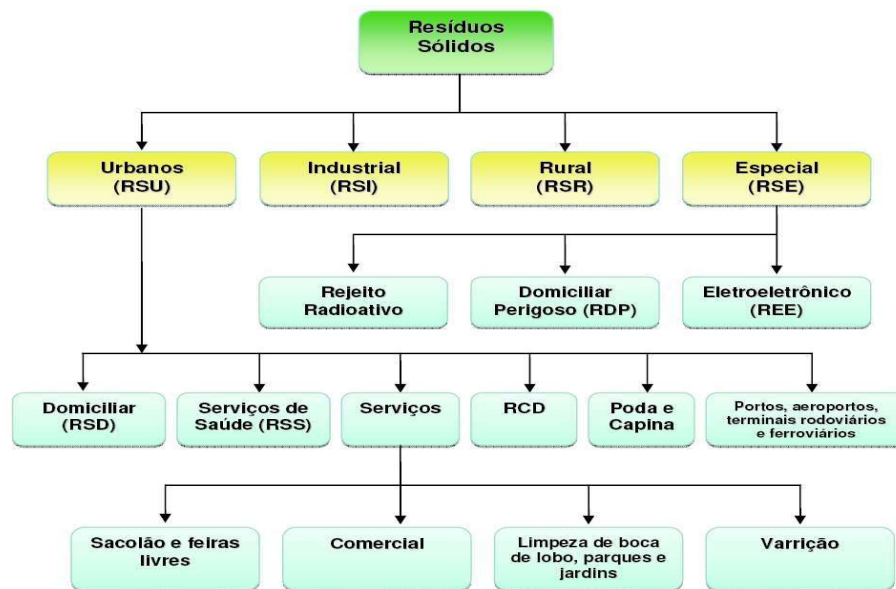 Resíduos
Sólidos
Urbanos
(RSU)
Industrial
(RSI)
Rural
(RSR)
Especial
(RSE)
Rejeito
Radioativo
Domiciliar
Perigoso (RDP)
Eletroeletrônico
(REE)
Domiciliar
(RSD)
Serviços de
Saúde (RSS)
Serviços
RCD
Poda e
Capina
Portos, aeroportos,
terminais rodoviários
e ferroviários
Sacolão e feiras
livres
Comercial
Limpeza de boca
de lobo, parques e
jardins
Varrição